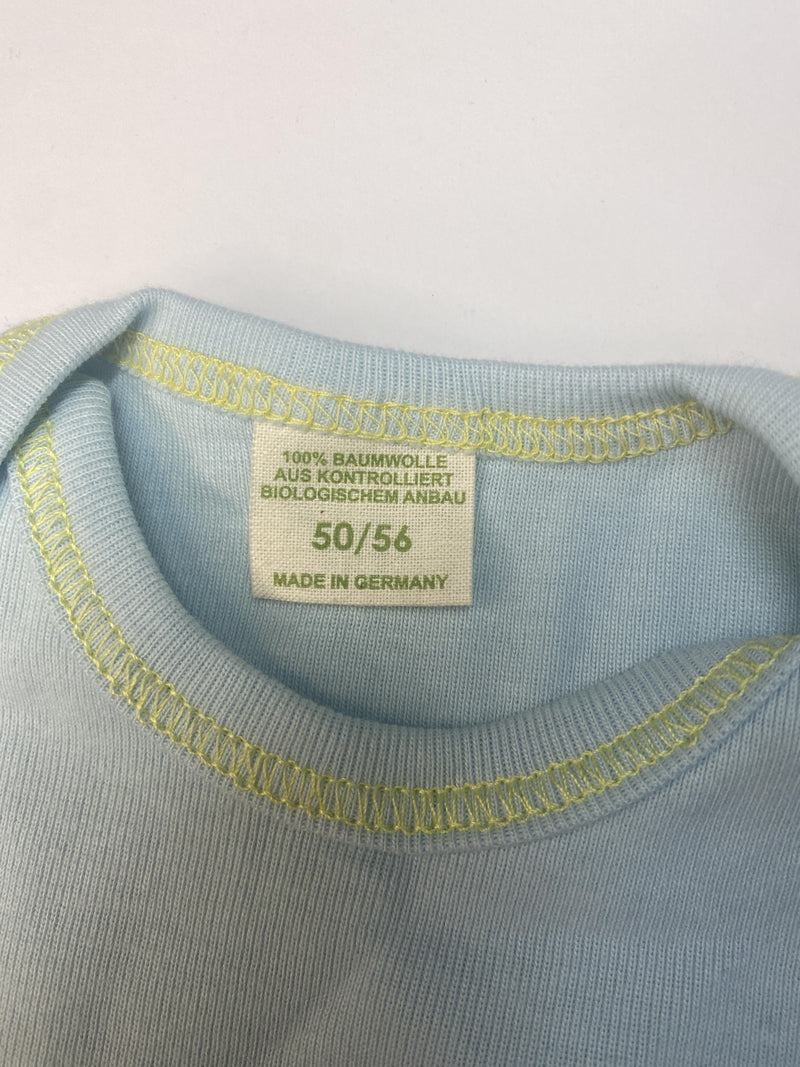 100% BAUMWOLLE
AUS KONTROLLIERT
BIOLOGISCHEM ANBAU
50/56
MADE IN GERMANY